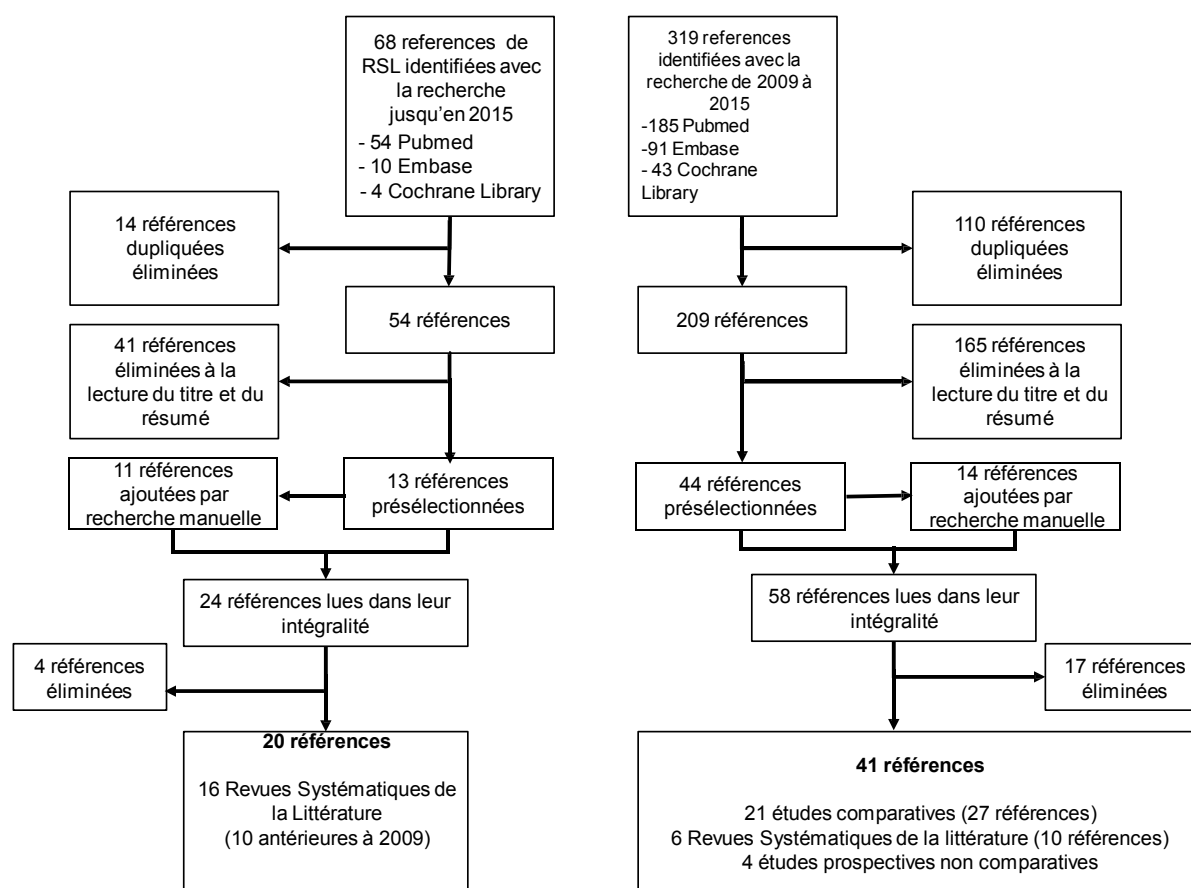 68 references de
RSL identifiées avec
la recherche
jusqu'en 2015
- 54 Pubmed
- 10 Embase
- 4 Cochrane Library
319 references
identifiées avec la
recherche de 2009 à
2015
-185 Pubmed
-91 Embase
- 43 Cochrane
Library
14 références
dupliquées
éliminées
110 références
dupliquées
éliminées
54 références
209 références
41 références
éliminées à la
lecture du titre et du
résumé
165 références
éliminées à la
lecture du titre et du
résumé
11 références
ajoutées par
recherche manuelle
13 références
présélectionnées
44 références
présélectionnées
14 références
ajoutées par
recherche manuelle
24 références lues dans leur
intégralité
58 références lues dans leur
intégralité
4 références
éliminées
17 références
éliminées
20 références
16 Revues Systématiques de
la Littérature
(10 antérieures à 2009)
41 références
21 études comparatives (27 références)
6 Revues Systématiques de la littérature (10 références)
4 études prospectives non comparatives